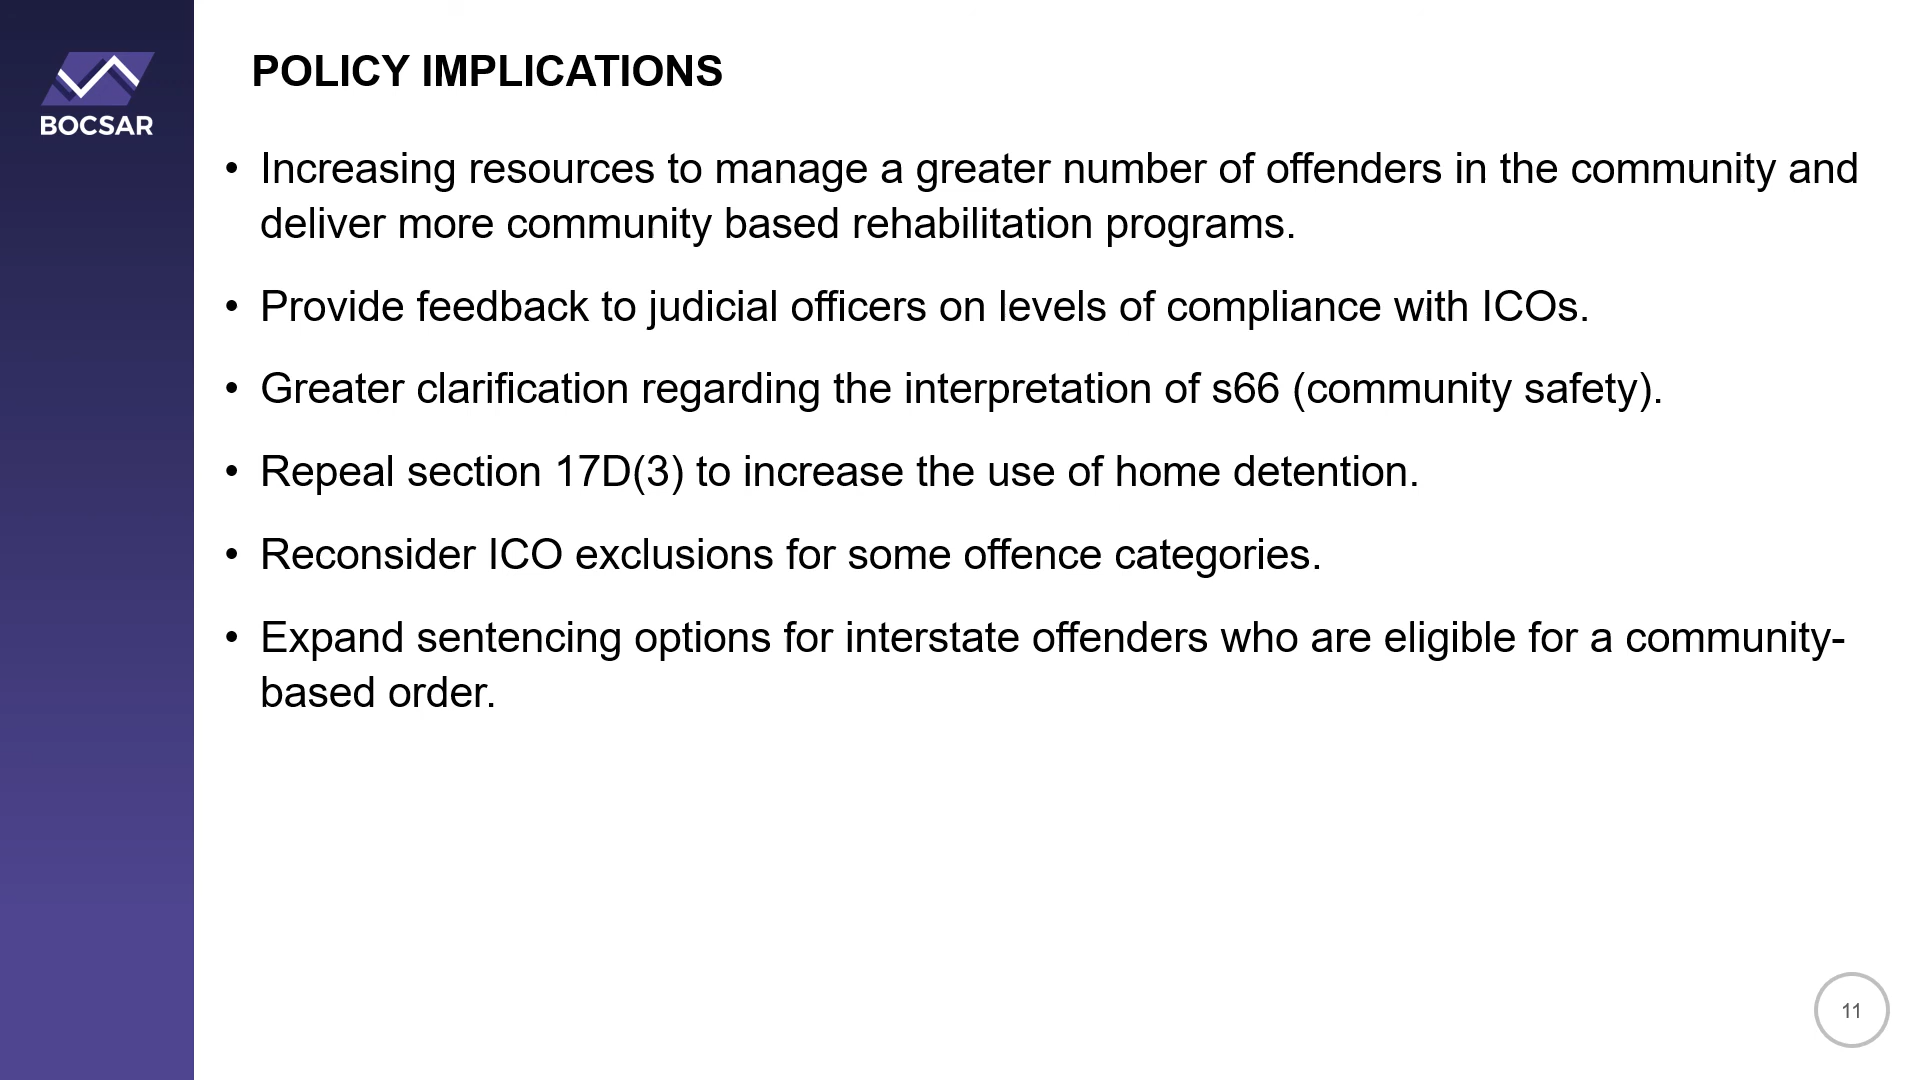 BOCSAR
POLICY IMPLICATIONS
• Increasing resources to manage a greater number of offenders in the community and
deliver more community based rehabilitation programs.
• Provide feedback to judicial officers on levels of compliance with ICOs.
• Greater clarification regarding the interpretation of s66 (community safety).
• Repeal section 17D(3) to increase the use of home detention.
• Reconsider ICO exclusions for some offence categories.
• Expand sentencing options for interstate offenders who are eligible for a community-
based order.
11